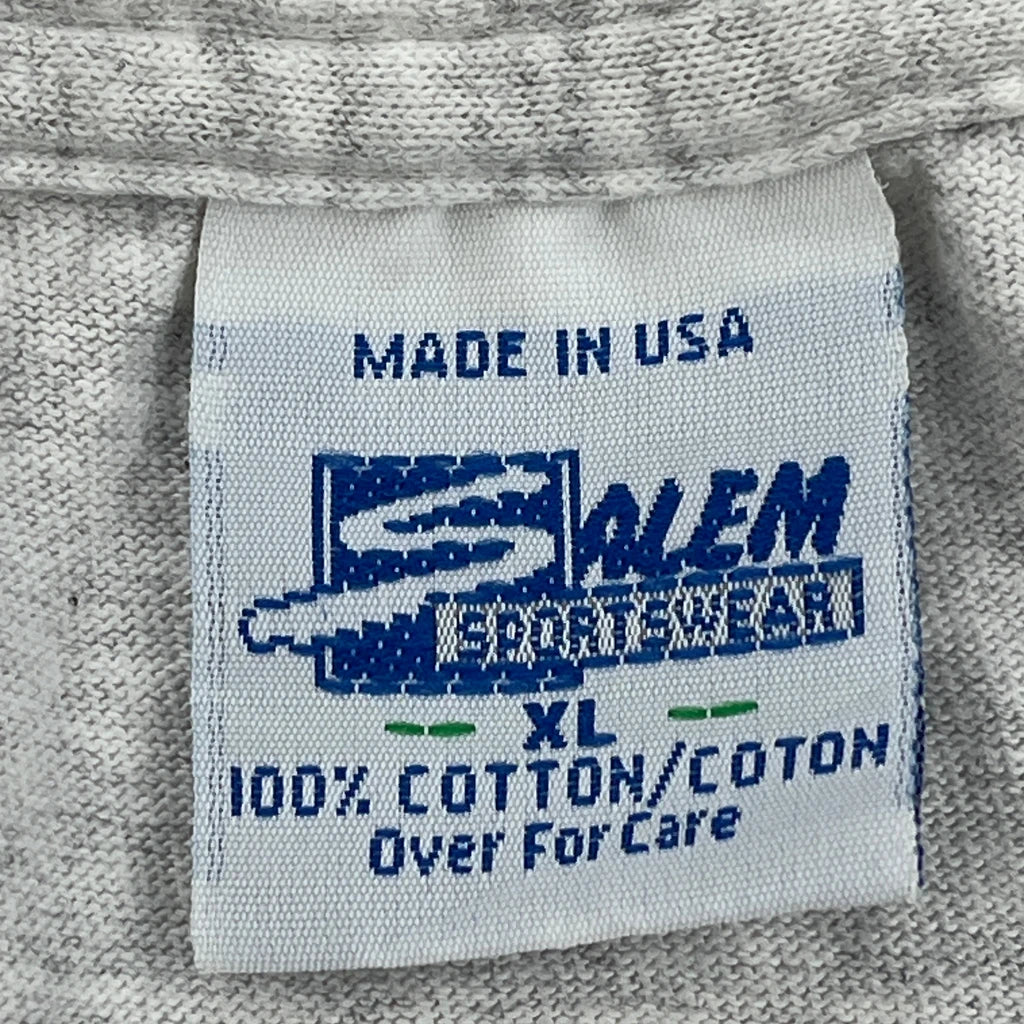 MADE IN USA
SALEM
SPORTSWEAR
XL
100% COTTON/COTON
Over For Care